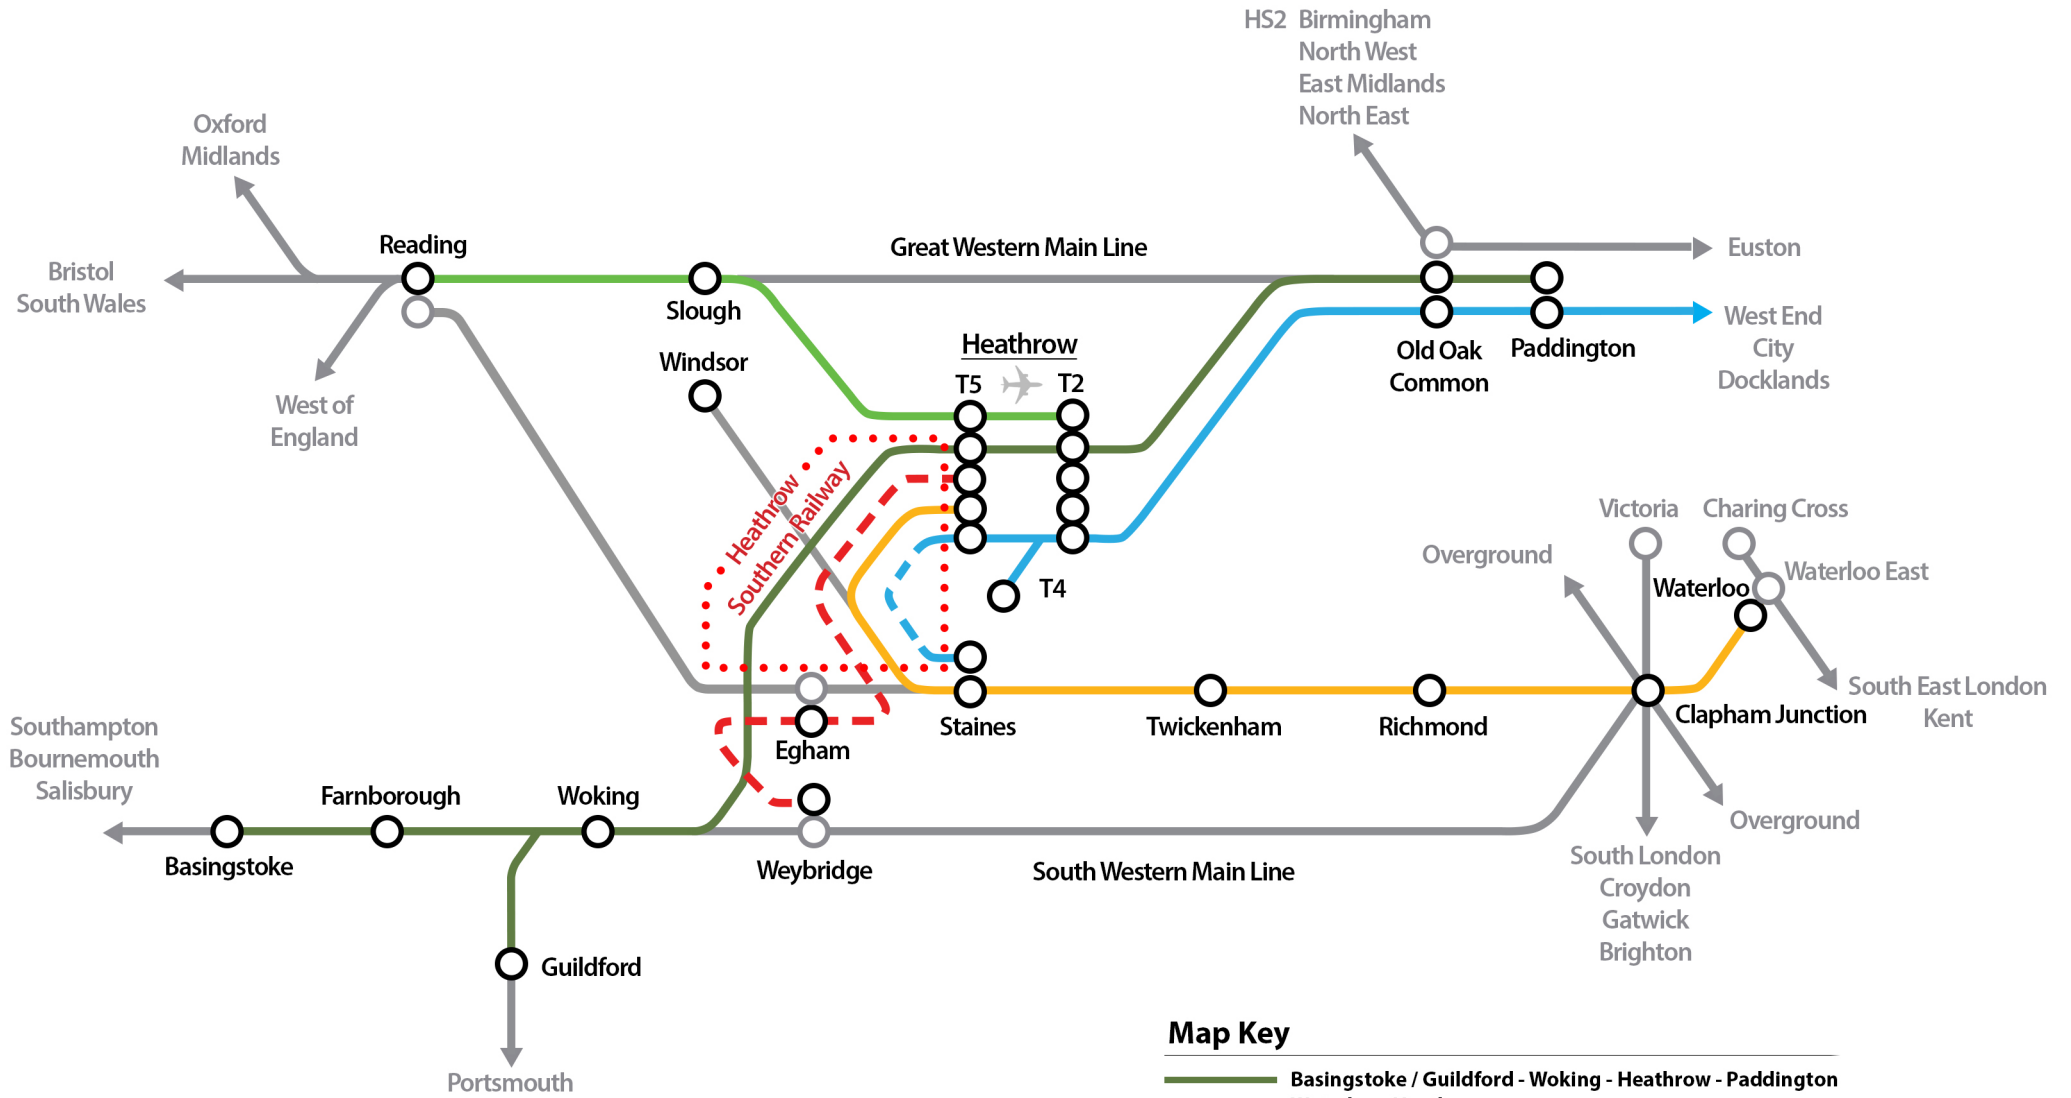 HS2 Birmingham
North West
East Midlands
North East
Oxford
Midlands
Reading
Great Western Main Line
Euston
Bristol
South Wales
Slough
West End
City
Docklands
Heathrow
Windsor
Old Oak
Common
Paddington
T5
T2
West of
England
Heathrow
Southern Railway
Victoria
Charing Cross
Overground
Waterloo East
Waterloo
T4
South East London
Kent
Staines
Twickenham
Richmond
Clapham Junction
Southampton
Bournemouth
Salisbury
Egham
Farnborough
Woking
Overground
Basingstoke
Weybridge
South Western Main Line
South London
Croydon
Gatwick
Brighton
Guildford
Portsmouth
Map Key
Basingstoke / Guildford - Woking - Heathrow - Paddington